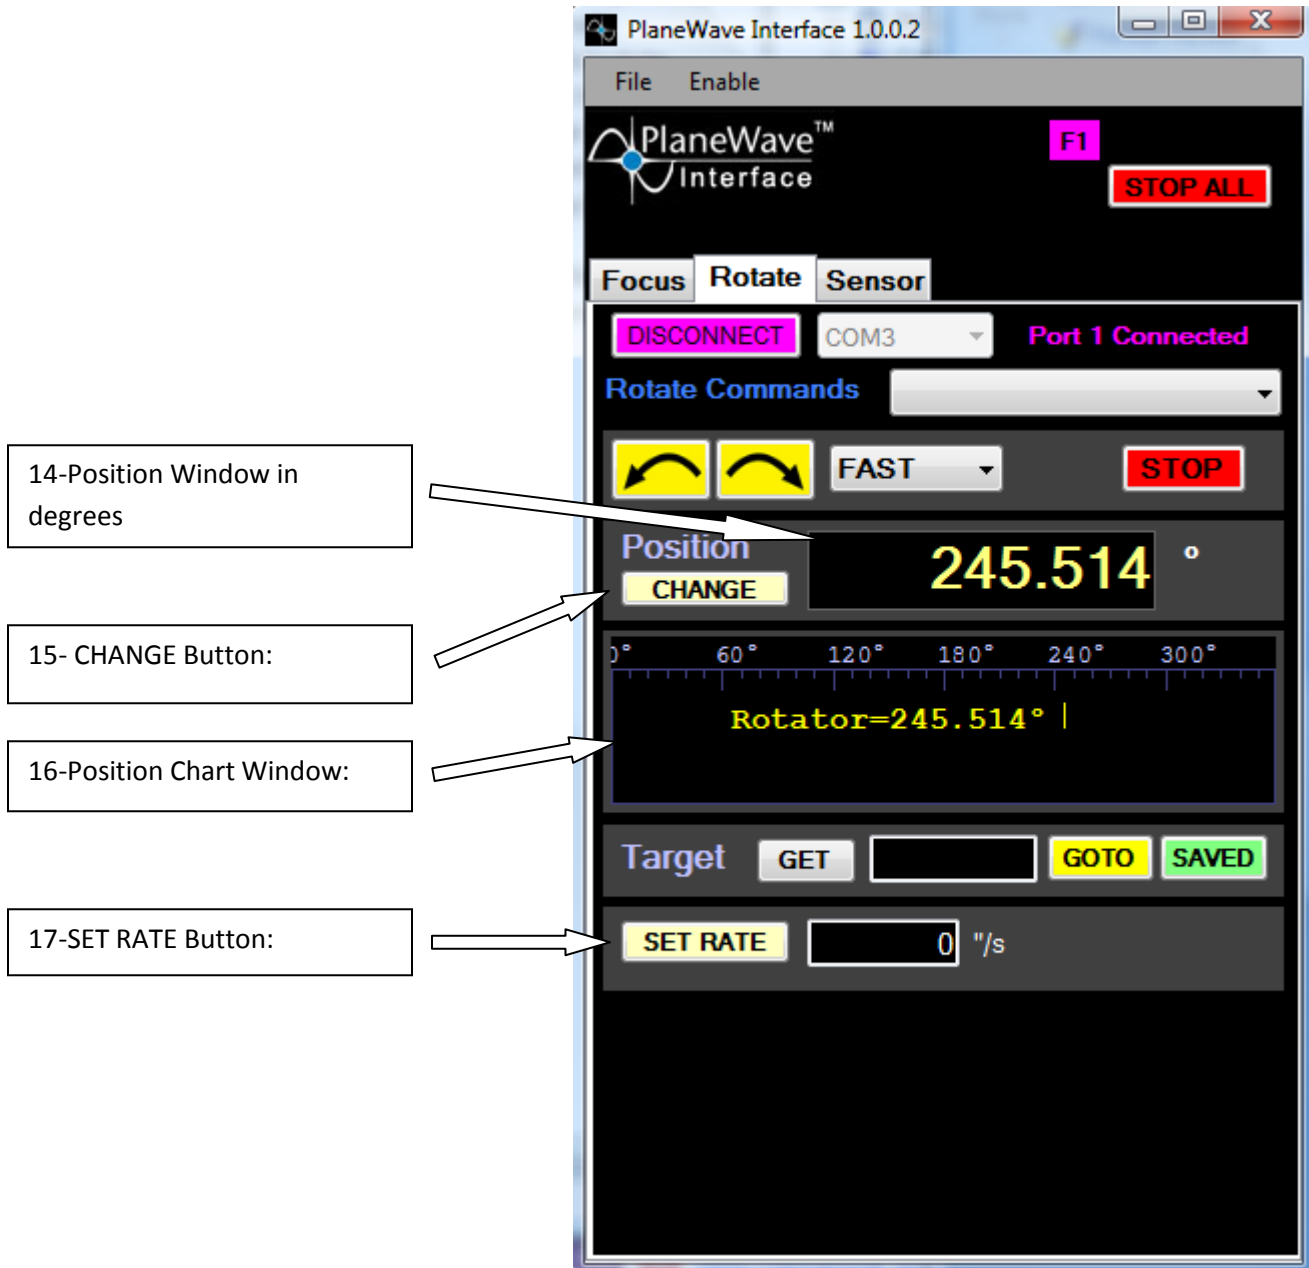 PlaneWave Interface 1.0.0.2
File Enable
PlaneWave™
Interface
F1
STOP ALL
Focus Rotate Sensor
DISCONNECT COM3 Port 1 Connected
Rotate Commands
FAST STOP
14-Position Window in
degrees
Position
CHANGE
245.514 °
15- CHANGE Button:
0° 60° 120° 180° 240° 300°
Rotator=245.514°
16-Position Chart Window:
Target GET GOTO SAVED
17-SET RATE Button:
SET RATE 0 "/s